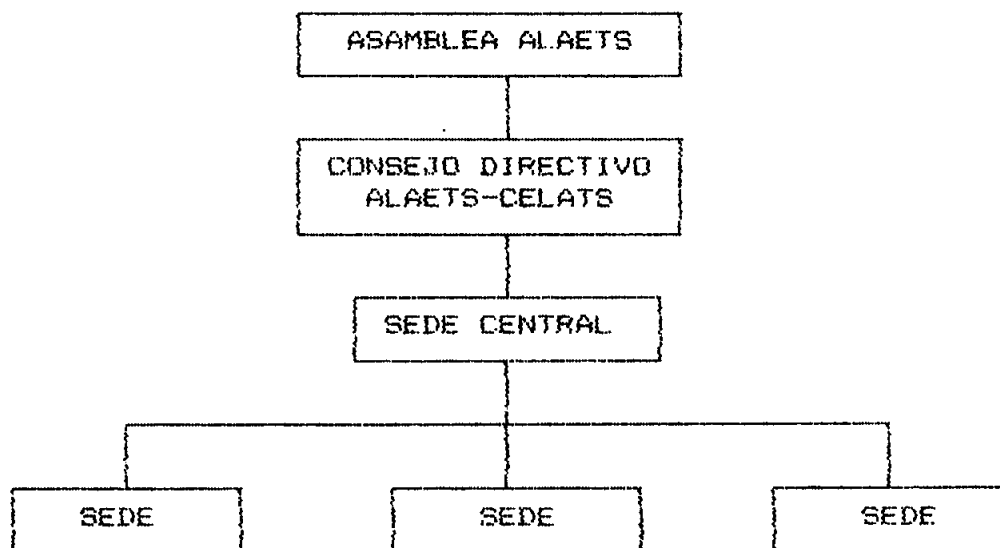 ASAMBLEA ALAETS
CONSEJO DIRECTIVO
ALAETS-CELATS
SEDE CENTRAL
SEDE
SEDE
SEDE